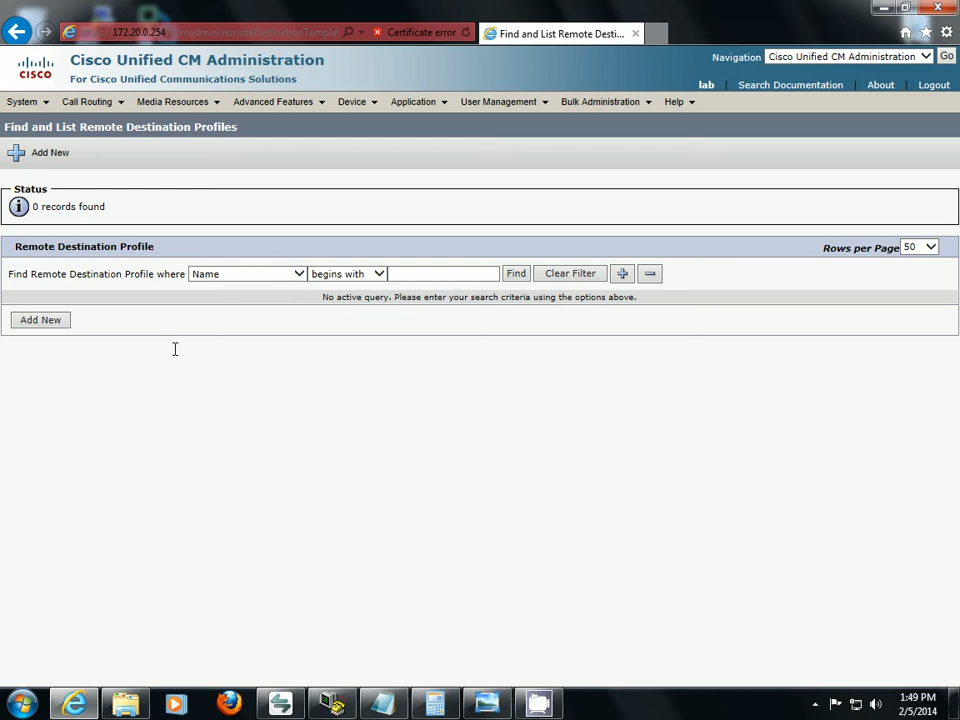 172.20.0.254
Certificate error
Find and List Remote Desti...
Cisco Unified CM Administration
For Cisco Unified Communications Solutions
CISCO
Navigation Cisco Unified CM Administration Go
lab Search Documentation About Logout
System Call Routing Media Resources Advanced Features Device Application User Management Bulk Administration Help
Find and List Remote Destination Profiles
Add New
Status
0 records found
Remote Destination Profile
Rows per Page 50
Find Remote Destination Profile where Name begins with Find Clear Filter
No active query. Please enter your search criteria using the options above.
Add New
1:49 PM
2/5/2014